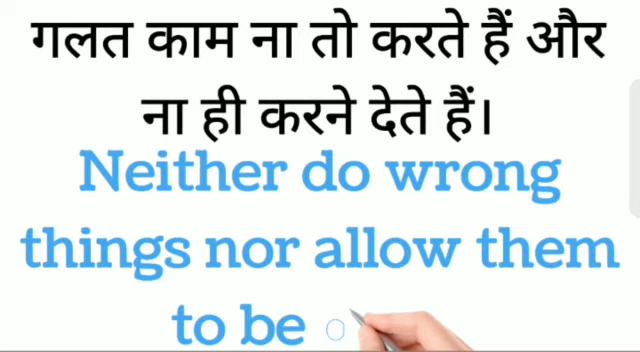 गलत काम ना तो करते हैं और
ना ही करने देते हैं।
Neither do wrong
things nor allow them
to be